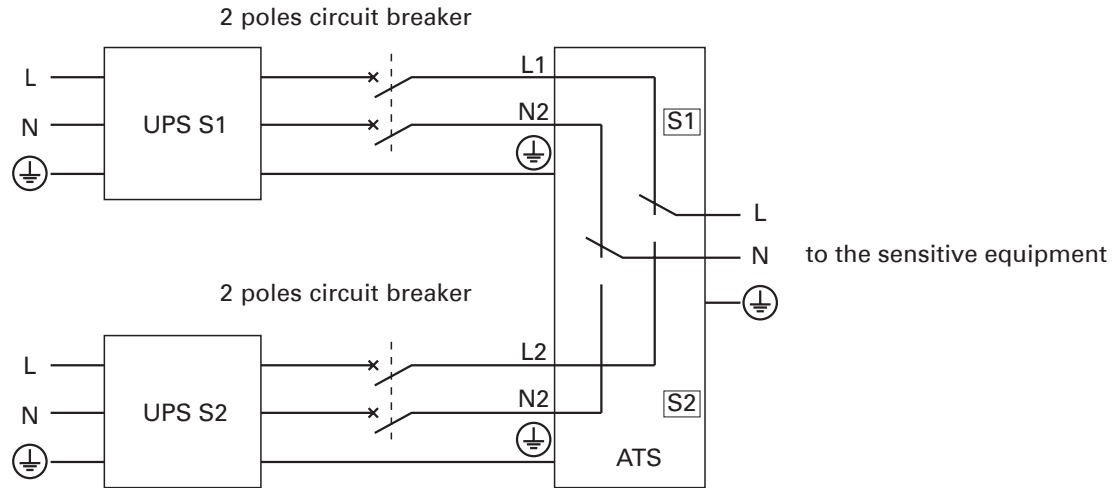 2 poles circuit breaker
L
UPS S1
L1
N
N2
S1
L
N
to the sensitive equipment
2 poles circuit breaker
L
UPS S2
L2
N
N2
S2
ATS